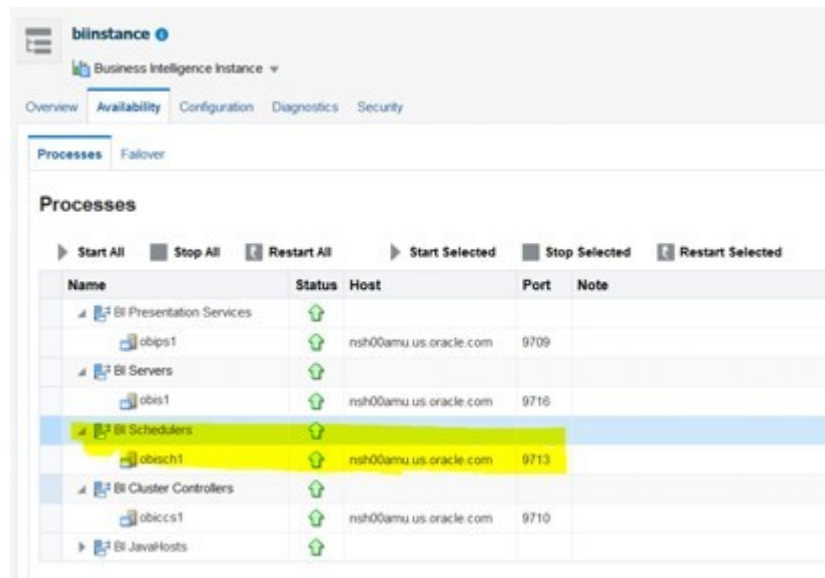 biinstance
Business Intelligence Instance
Overview Availability Configuration Diagnostics Security
Processes Failover
Processes
Start All Stop All Restart All Start Selected Stop Selected Restart Selected
Name Status Host Port Note
BI Presentation Services
obips1 nsh00amu.us.oracle.com 9709
BI Servers
obis1 nsh00amu.us.oracle.com 9716
BI Schedulers
obisch1 nsh00amu.us.oracle.com 9713
BI Cluster Controllers
obiccs1 nsh00amu.us.oracle.com 9710
BI JavaHosts